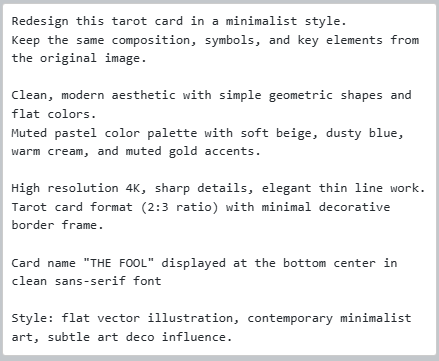 Redesign this tarot card in a minimalist style.
Keep the same composition, symbols, and key elements from
the original image.

Clean, modern aesthetic with simple geometric shapes and
flat colors.
Muted pastel color palette with soft beige, dusty blue,
warm cream, and muted gold accents.

High resolution 4K, sharp details, elegant thin line work.
Tarot card format (2:3 ratio) with minimal decorative
border frame.

Card name "THE FOOL" displayed at the bottom center in
clean sans-serif font

Style: flat vector illustration, contemporary minimalist
art, subtle art deco influence.